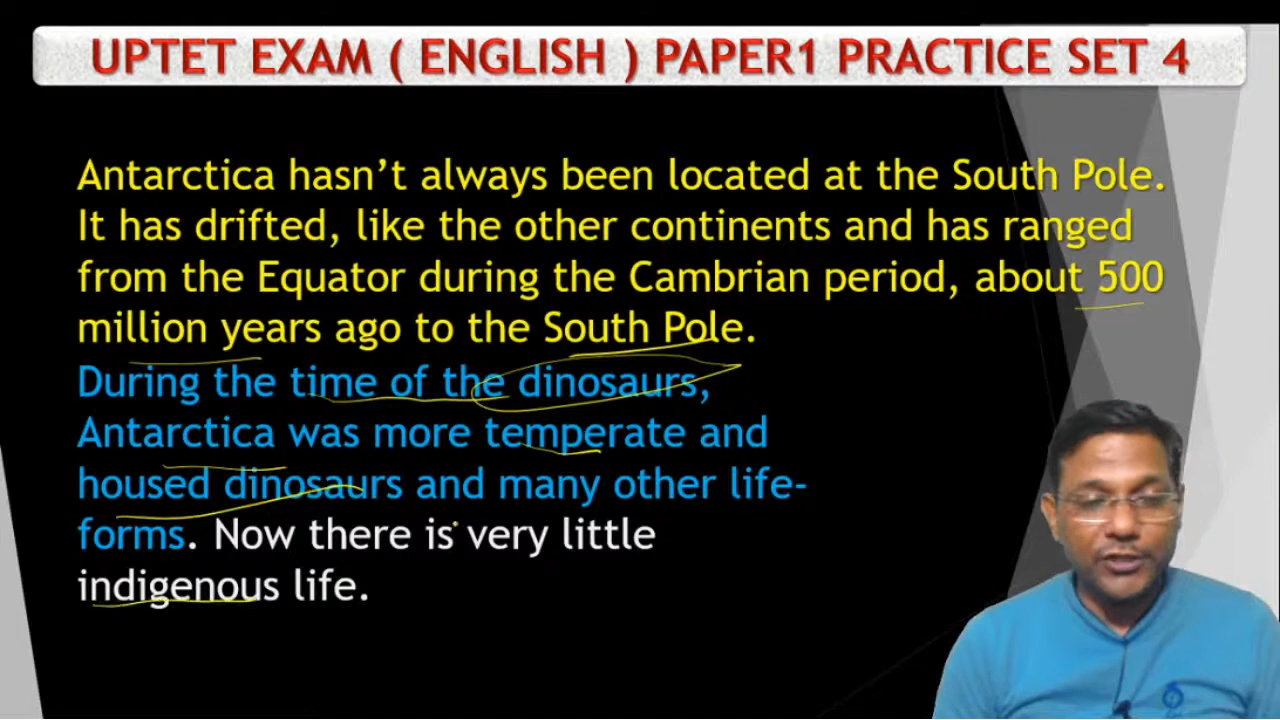 UPTET EXAM ( ENGLISH ) PAPER1 PRACTICE SET 4
Antarctica hasn’t always been located at the South Pole.
It has drifted, like the other continents and has ranged
from the Equator during the Cambrian period, about 500
million years ago to the South Pole.
During the time of the dinosaurs,
Antarctica was more temperate and
housed dinosaurs and many other life-
forms. Now there is very little
indigenous life.